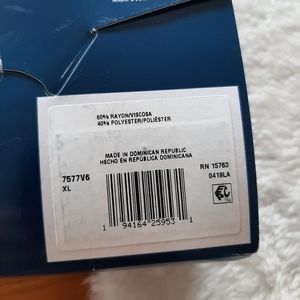 60% RAYON/VISCOSA
40% POLYESTER/POLIÉSTER
MADE IN DOMINICAN REPUBLIC
HECHO EN REPÚBLICA DOMINICANA
7577V6
XL
RN 15763
0419LA
1 94164 25953 1